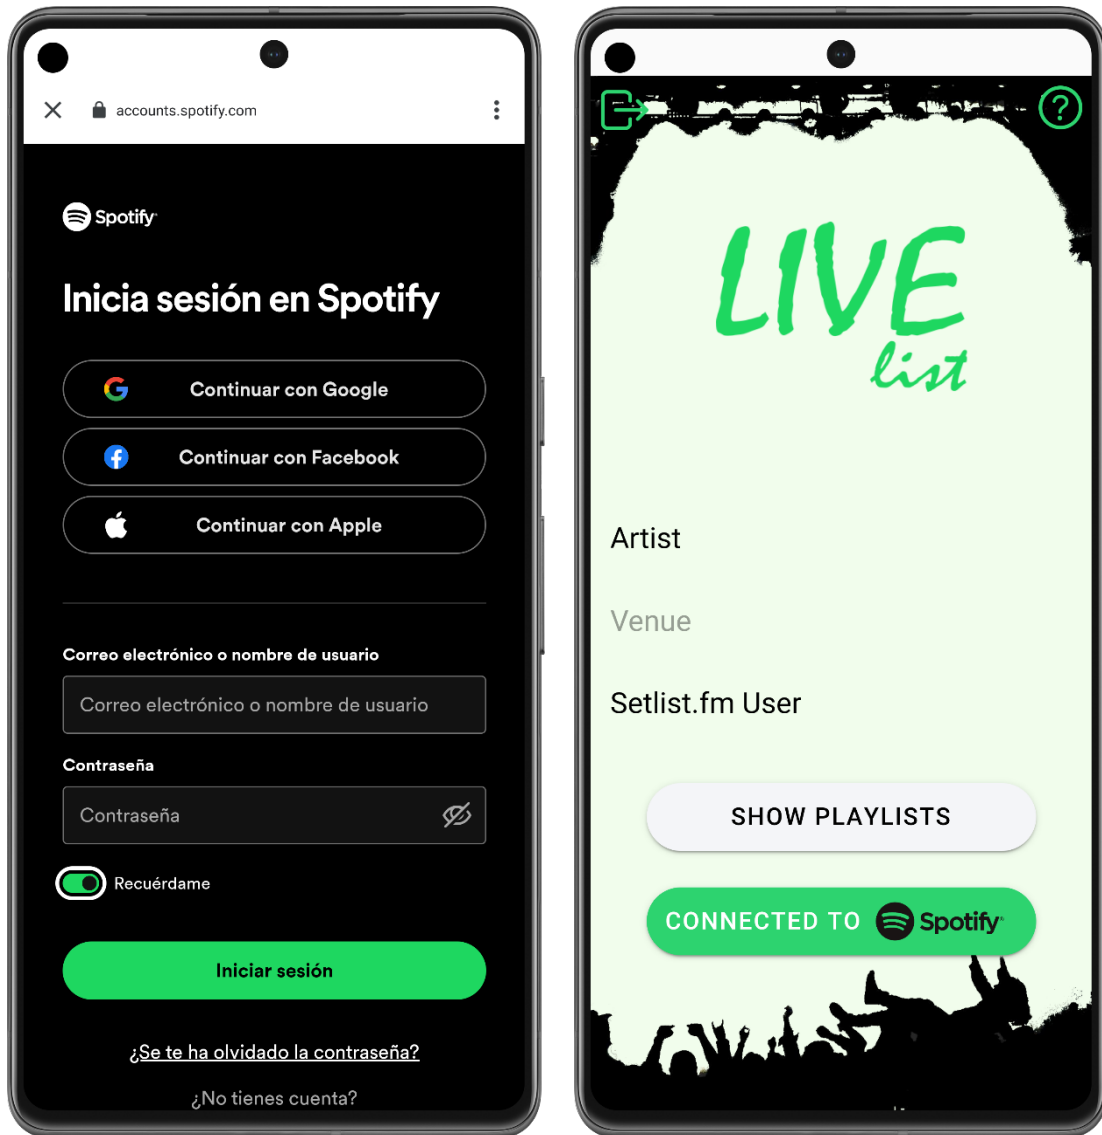 accounts.spotify.com
Spotify
Inicia sesión en Spotify
Continuar con Google
Continuar con Facebook
Continuar con Apple
Correo electrónico o nombre de usuario
Correo electrónico o nombre de usuario
Contraseña
Contraseña
Recuérdame
Iniciar sesión
¿Se te ha olvidado la contraseña?
¿No tienes cuenta?
LIVE
list
Artist
Venue
Setlist.fm User
SHOW PLAYLISTS
CONNECTED TO Spotify